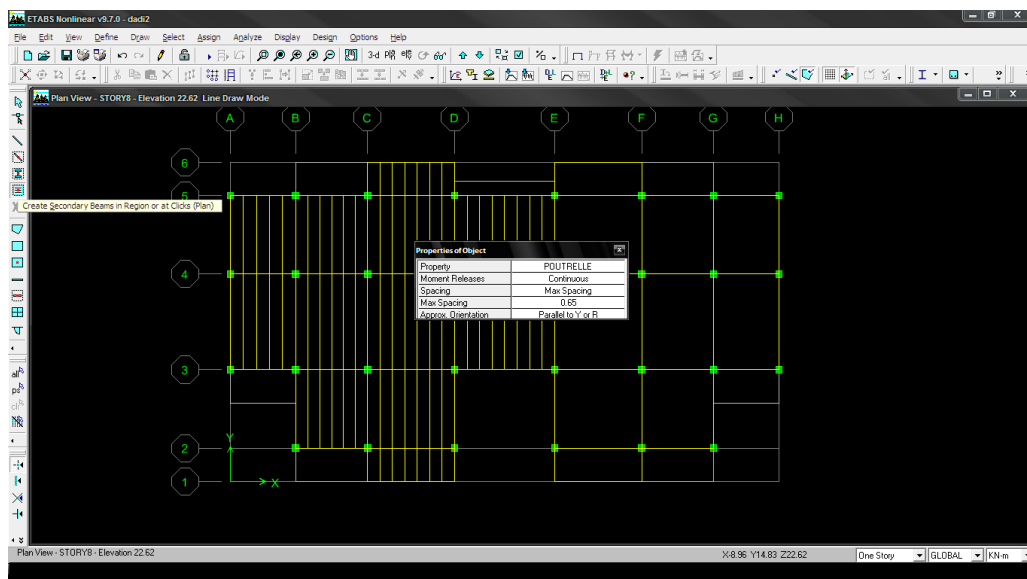 ETABS Nonlinear v9.7.0 - dadi2
File Edit View Define Draw Select Assign Analyze Display Design Options Help
3-d
Plan View - STORY8 - Elevation 22.62 Line Draw Mode
A B C D E F G H
6
5
Create Secondary Beams in Region or at Clicks (Plan)
Properties of Object
Property POUTRELLE
Moment Releases Continuous
Spacing Max Spacing
Max Spacing 0.65
Approx. Orientation Parallel to Y or R
4
3
all
ps
clr
2
Y
X
1
Plan View - STORY8 - Elevation 22.62
X-8.96 Y14.83 Z22.62
One Story
GLOBAL
KN-m